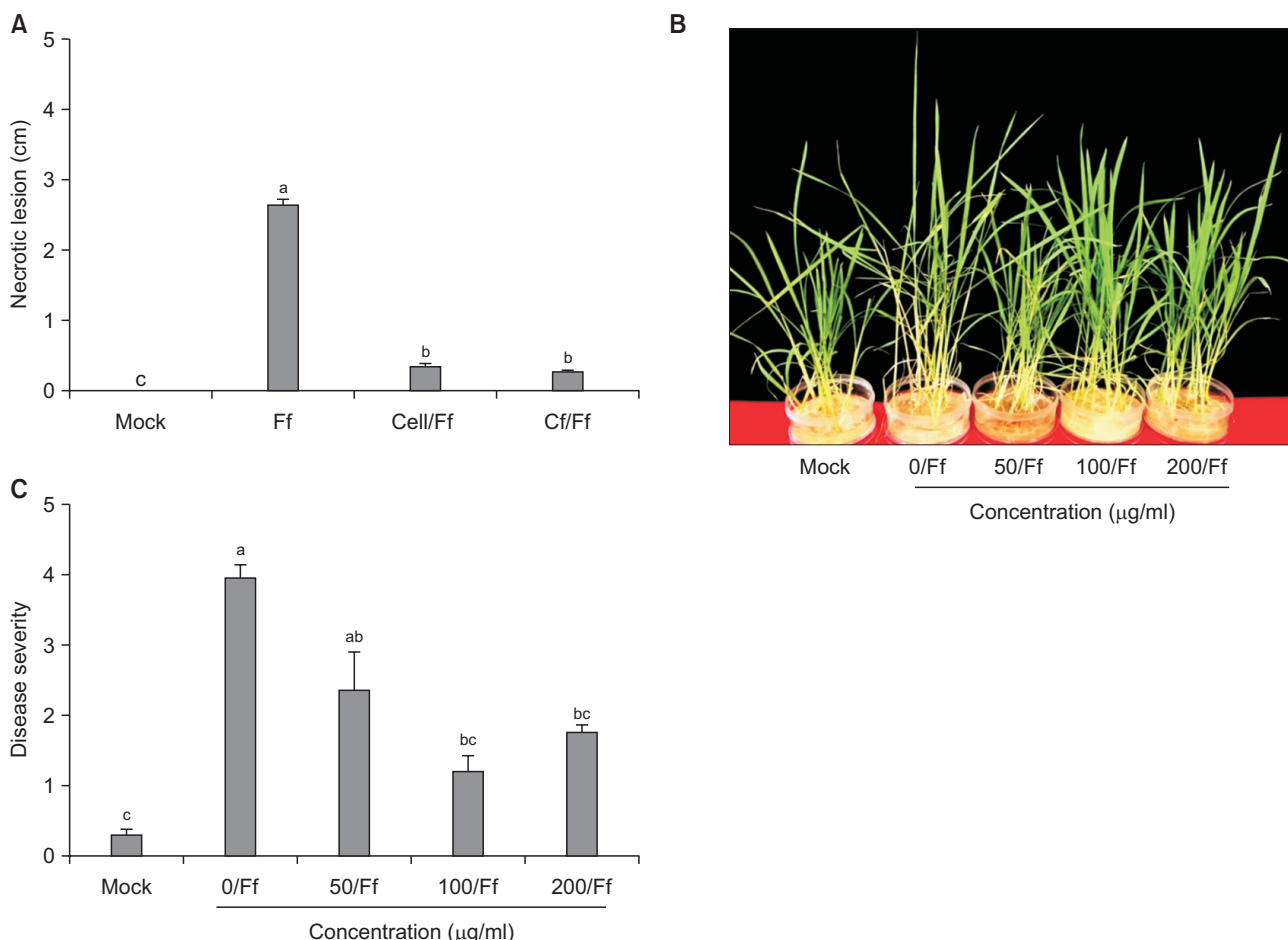 A
Necrotic lesion (cm)
5
4
3
2
1
0
c
a
b
b
Mock Ff Cell/Ff Cf/Ff
B
Mock 0/Ff 50/Ff 100/Ff 200/Ff
Concentration (μg/ml)
C
Disease severity
5
4
3
2
1
0
c
a
ab
bc
bc
Mock 0/Ff 50/Ff 100/Ff 200/Ff
Concentration (μg/ml)